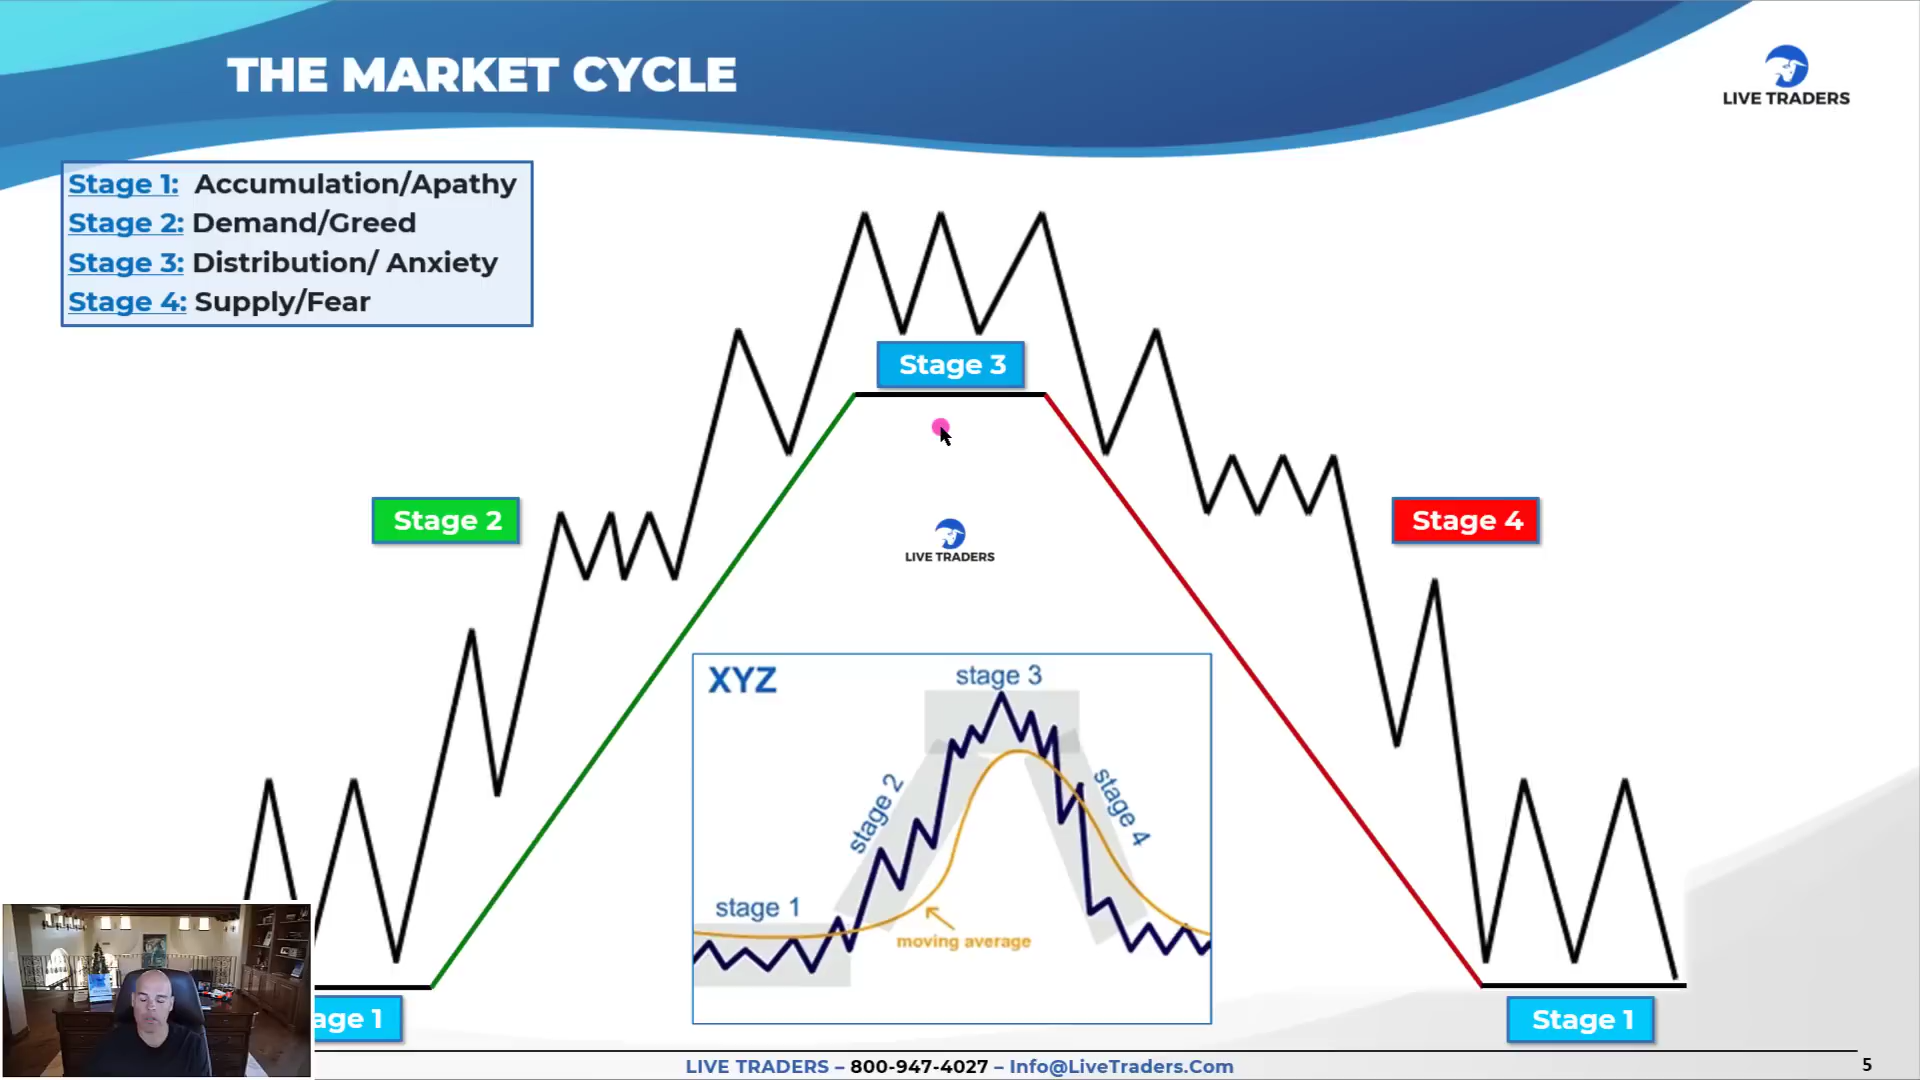 THE MARKET CYCLE
LIVE TRADERS
Stage 1: Accumulation/Apathy
Stage 2: Demand/Greed
Stage 3: Distribution/ Anxiety
Stage 4: Supply/Fear
Stage 3
Stage 2
Stage 4
LIVE TRADERS
XYZ
stage 3
stage 2
stage 4
stage 1
moving average
age 1
Stage 1
LIVE TRADERS – 800-947-4027 – Info@LiveTraders.Com
5